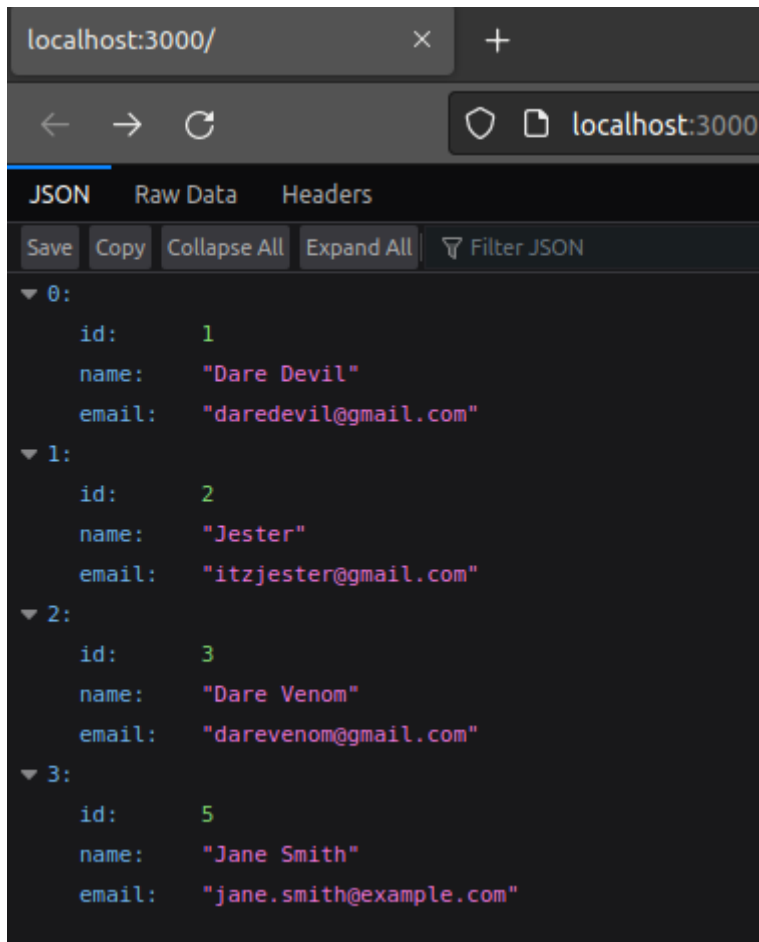 localhost:3000/
localhost:3000
JSON Raw Data Headers
Save Copy Collapse All Expand All Filter JSON
0:
id: 1
name: "Dare Devil"
email: "daredevil@gmail.com"
1:
id: 2
name: "Jester"
email: "itzjester@gmail.com"
2:
id: 3
name: "Dare Venom"
email: "darevenom@gmail.com"
3:
id: 5
name: "Jane Smith"
email: "jane.smith@example.com"